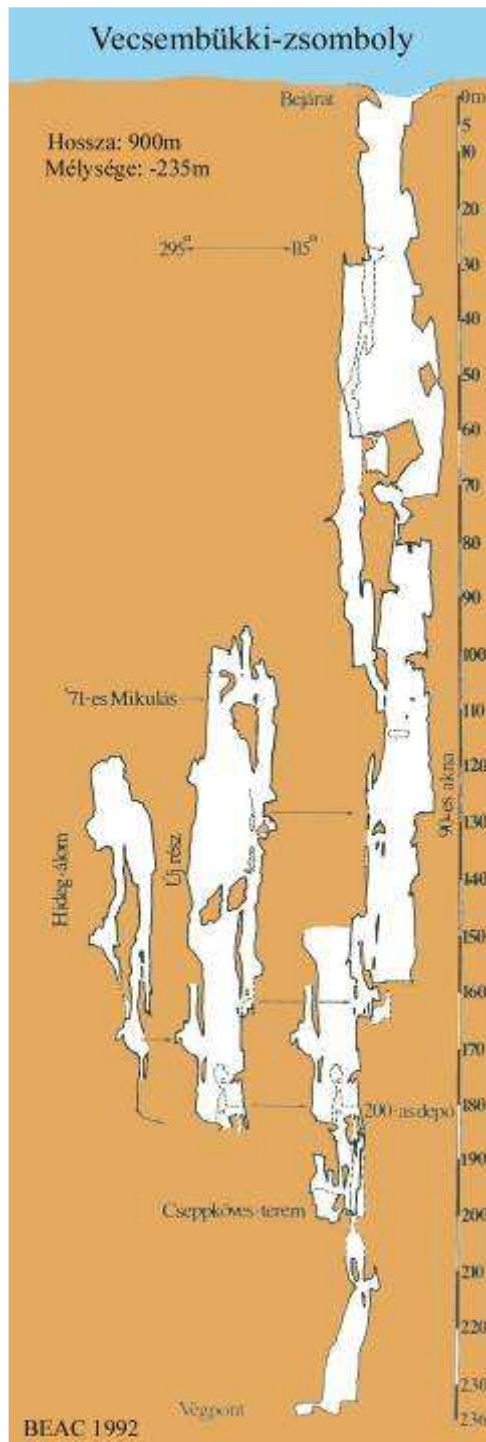 Vecsembükki-zsomboly
Bejárat
Hossza: 900m
Mélysége: -235m
295° 115°
0m
5
10
20
30
40
50
60
70
80
90
100
110
120
130
140
150
160
170
180
190
200
210
220
230
236
'71-es Mikulás
Hideg-álom
Új rész
90-es akna
200-as depó
Cseppköves-terem
Végpont
BEAC 1992